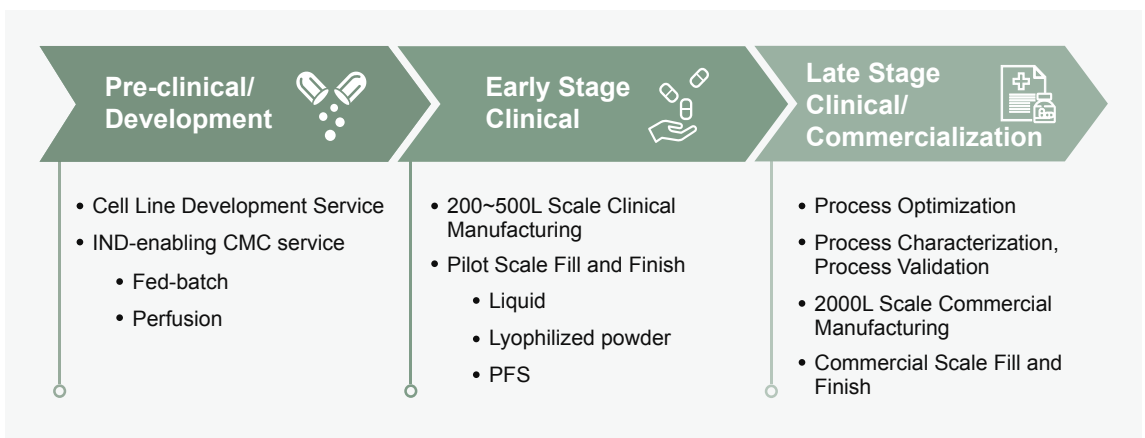 Pre-clinical/
Development
Early Stage
Clinical
Late Stage
Clinical/
Commercialization
• Cell Line Development Service
• IND-enabling CMC service
• Fed-batch
• Perfusion
• 200~500L Scale Clinical
Manufacturing
• Pilot Scale Fill and Finish
• Liquid
• Lyophilized powder
• PFS
• Process Optimization
• Process Characterization,
Process Validation
• 2000L Scale Commercial
Manufacturing
• Commercial Scale Fill and
Finish